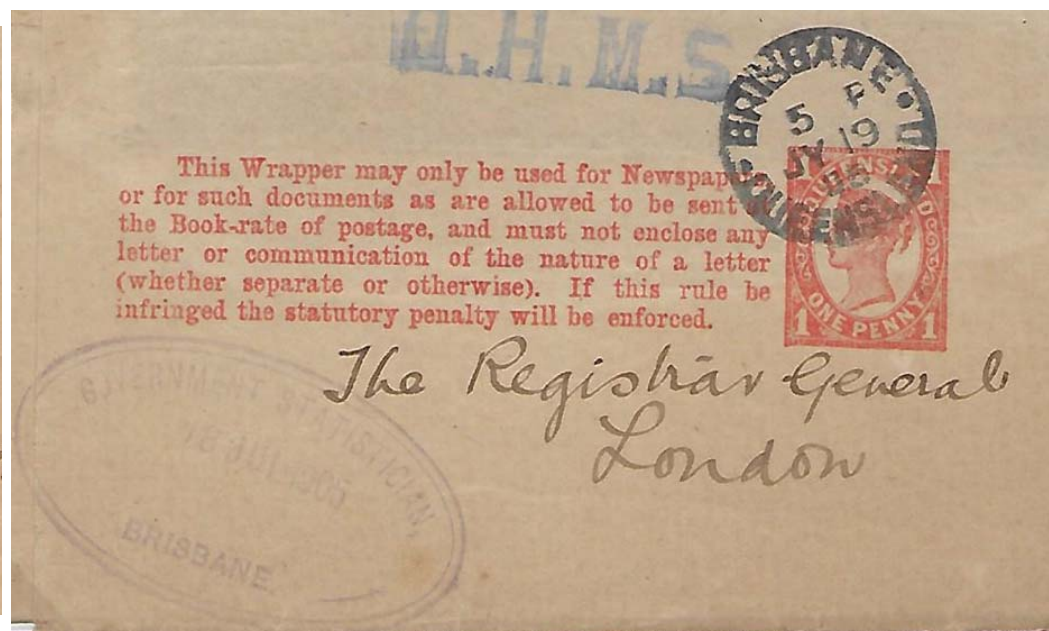 O.H.M.S
BRISBANE
5 P
JY 19
05
QUEENSLAND
This Wrapper may only be used for Newspapers
or for such documents as are allowed to be sent
the Book-rate of postage, and must not enclose any
letter or communication of the nature of a letter
(whether separate or otherwise). If this rule be
infringed the statutory penalty will be enforced.
QUEENSLAND
ONE PENNY
1 1
The Registrar General
London
GOVERNMENT STATISTICIAN,
18 JUL 1905
BRISBANE